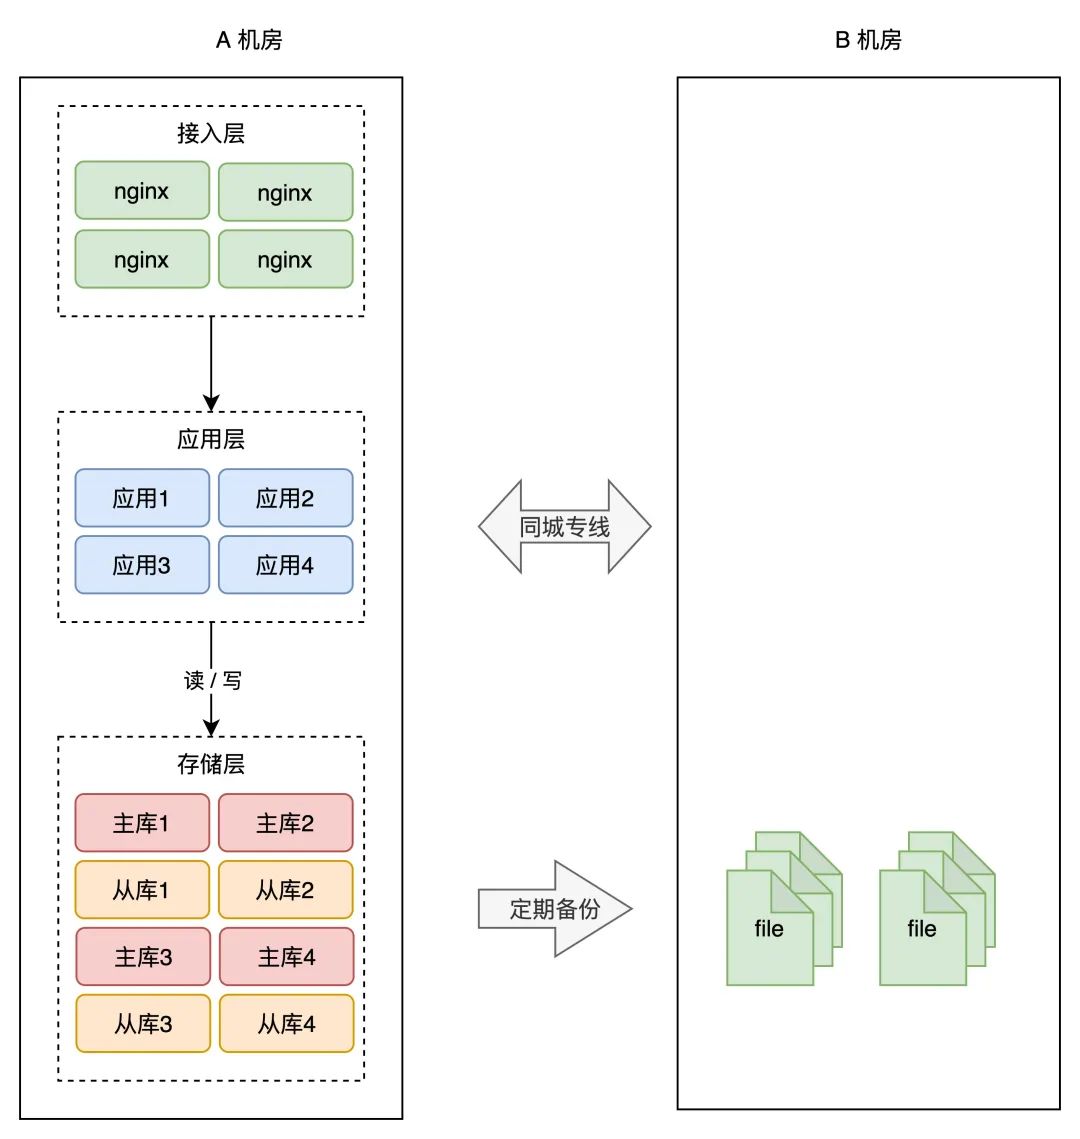 A 机房
B 机房
接入层
nginx
nginx
nginx
nginx
应用层
应用1
应用2
应用3
应用4
同城专线
读 / 写
存储层
主库1
主库2
从库1
从库2
主库3
主库4
从库3
从库4
定期备份
file
file